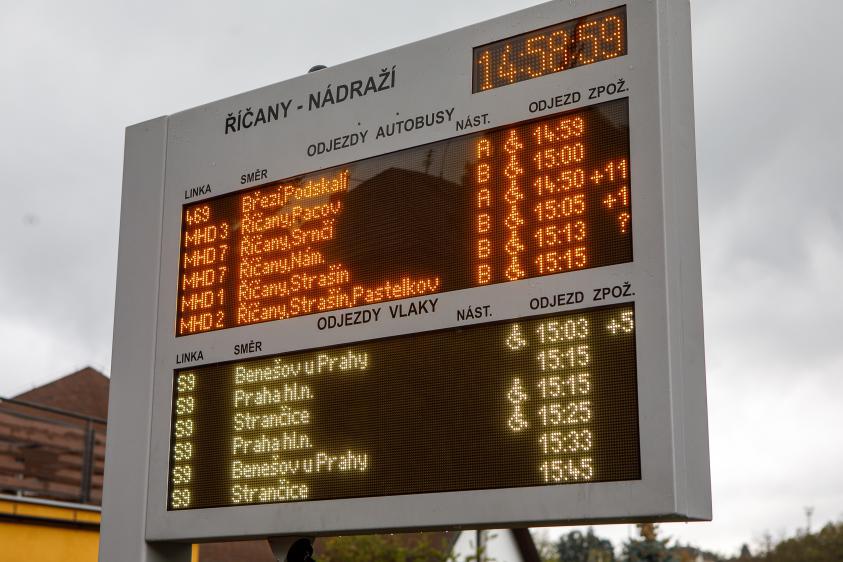 14:58:59
ŘÍČANY - NÁDRAŽÍ
ODJEZDY AUTOBUSY
LINKA SMĚR NÁST. ODJEZD ZPOŽ.
469 Březí,Podskalí A 14:59
MHD 3 Říčany,Pacov B 15:00
MHD 7 Říčany,Srnčí A 14:50 +11
MHD 7 Říčany,Nám. B 15:05 +1
MHD 1 Říčany,Strašín B 15:13 ?
MHD 2 Říčany,Strašín,Pastelkov B 15:15
ODJEZDY VLAKY
LINKA SMĚR NÁST. ODJEZD ZPOŽ.
S9 Benešov u Prahy 15:03 +5
S9 Praha hl.n. 15:15
S9 Strančice 15:15
S9 Praha hl.n. 15:25
S9 Benešov u Prahy 15:33
S9 Strančice 15:45